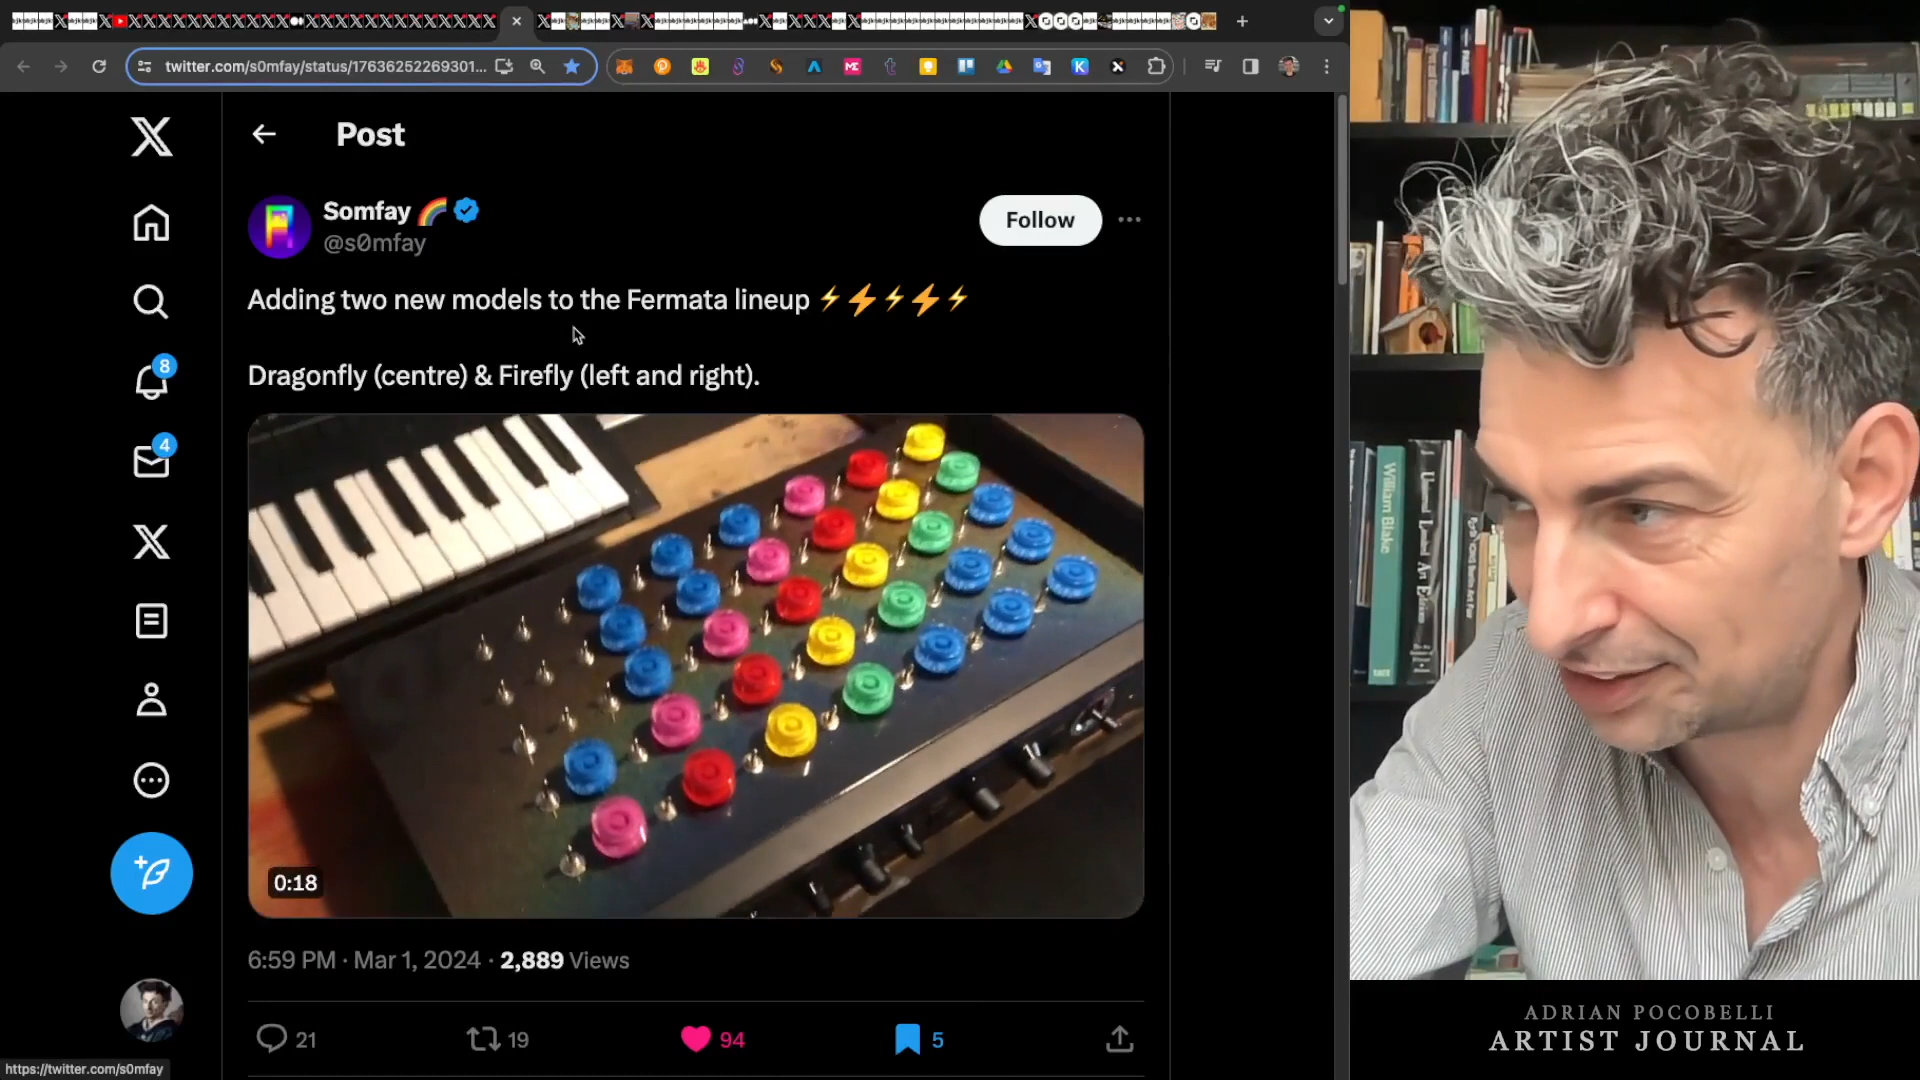 twitter.com/s0mfay/status/17636252269301...
Post
Somfay
@s0mfay
Follow
Adding two new models to the Fermata lineup
Dragonfly (centre) & Firefly (left and right).
0:18
6:59 PM · Mar 1, 2024 · 2,889 Views
21
19
94
5
8
4
https://twitter.com/s0mfay
William Blake
ADRIAN POCOBELLI
ARTIST JOURNAL